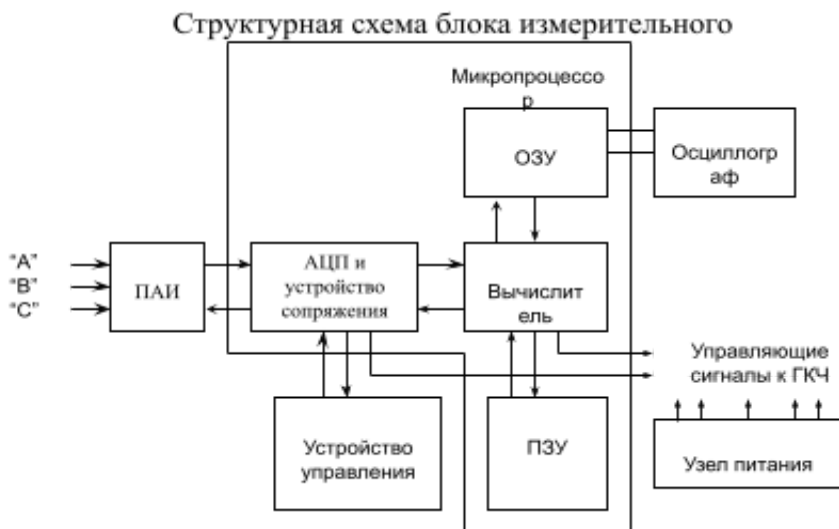 Структурная схема блока измерительного
Микропроцессо
р
ОЗУ
Осциллогр
аф
"А"
"В"
"С"
ПАИ
АЦП и
устройство
сопряжения
Вычислит
ель
Управляющие
сигналы к ГКЧ
Устройство
управления
ПЗУ
Узел питания